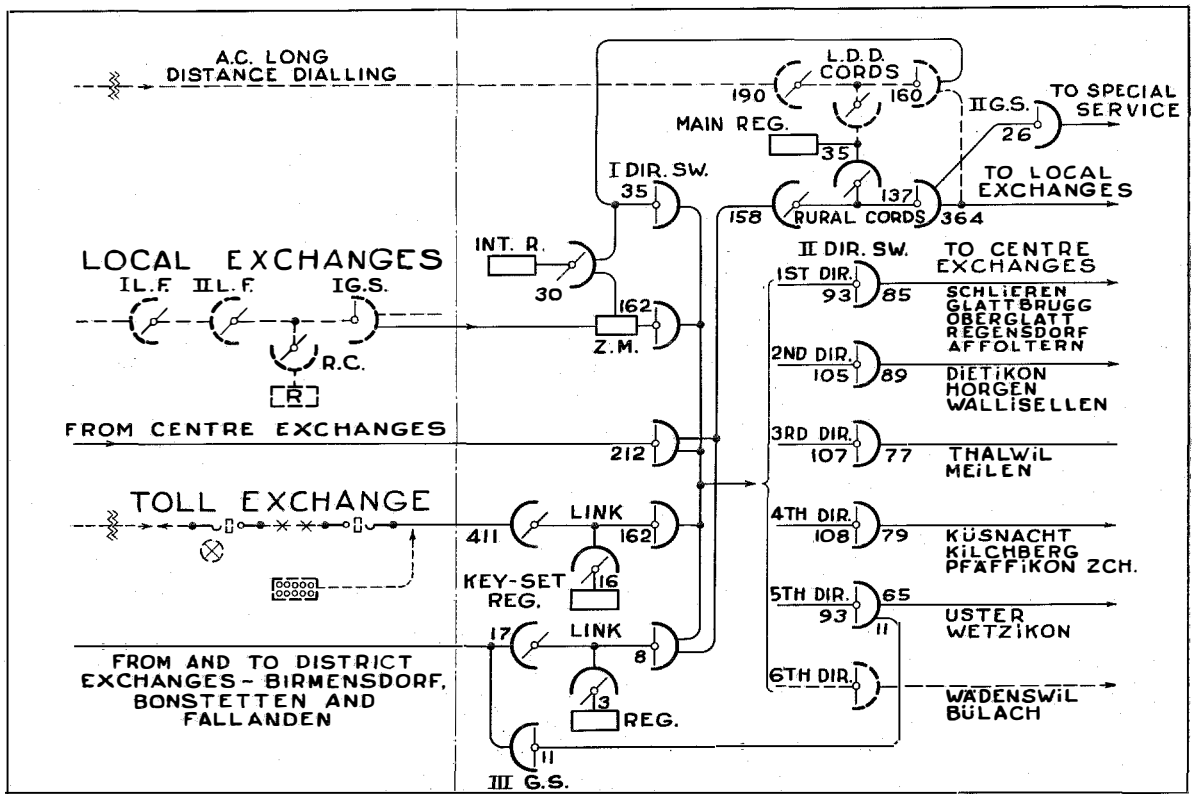 A.C. LONG
DISTANCE DIALLING
L.D.D.
CORDS
190
160
II G.S.
26
TO SPECIAL
SERVICE
MAIN REG.
35
I DIR. SW.
35
137
TO LOCAL
EXCHANGES
158
RURAL CORDS
364
INT. R.
30
LOCAL EXCHANGES
I L.F. II L.F. I G.S.
R.C.
R
162
Z.M.
II DIR. SW.
TO CENTRE
EXCHANGES
1ST DIR.
93
85
SCHLiEREN
GLATTBRUGG
OBERGLATT
REGENSDORF
AFFOLTERN
2ND DIR.
105
89
DiETiKON
HORGEN
WALLiSELLEN
FROM CENTRE EXCHANGES
212
3RD DIR.
107
77
THALWiL
MEiLEN
TOLL EXCHANGE
411
LINK
162
KEY-SET
REG.
16
4TH DIR.
108
79
KÜSNACHT
KiLCHBERG
PFÄFFiKON ZCH.
5TH DIR.
93
65
11
USTER
WETZiKON
17
LINK
8
FROM AND TO DISTRICT
EXCHANGES - BIRMENSDORF,
BONSTETTEN AND
FALLANDEN
3
REG.
6TH DIR.
WÄDENSWiL
BÜLACH
11
III G.S.